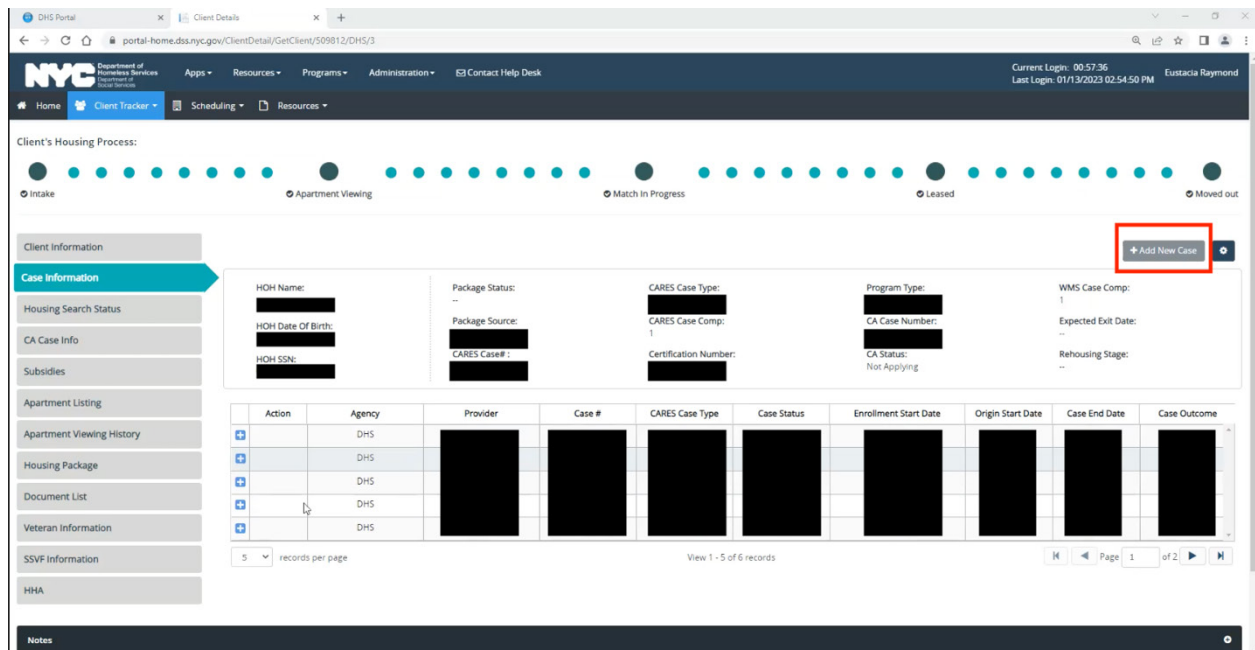 DHS Portal
Client Details
portal-home.dss.nyc.gov/ClientDetail/GetClient/509812/DHS/3
NYC Department of Homeless Services Department of Social Services Apps Resources Programs Administration Contact Help Desk Current Login: 00:57:36 Last Login: 01/13/2023 02:54:50 PM Eustacia Raymond
Home Client Tracker Scheduling Resources
Client's Housing Process:
Intake Apartment Viewing Match In Progress Leased Moved out
Client Information
Case Information
Housing Search Status
CA Case Info
Subsidies
Apartment Listing
Apartment Viewing History
Housing Package
Document List
Veteran Information
SSVF Information
HHA
+ Add New Case
HOH Name: Package Status: CARES Case Type: Program Type: WMS Case Comp:
-- 1
HOH Date Of Birth: Package Source: CARES Case Comp: CA Case Number: Expected Exit Date:
1 --
HOH SSN: CARES Case# : Certification Number: CA Status: Rehousing Stage:
Not Applying --
Action Agency Provider Case # CARES Case Type Case Status Enrollment Start Date Origin Start Date Case End Date Case Outcome
DHS
DHS
DHS
DHS
DHS
5 records per page View 1 - 5 of 6 records Page 1 of 2
Notes